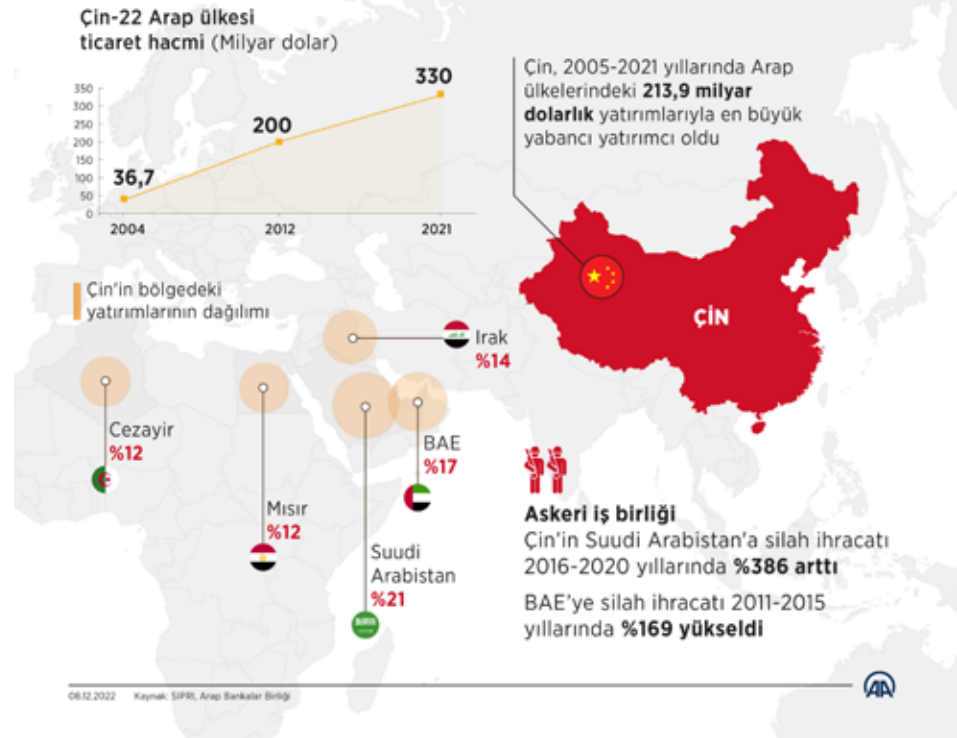 Çin-22 Arap ülkesi
ticaret hacmi (Milyar dolar)
350
300
250
200
150
100
50
0
36,7
200
330
2004
2012
2021
Çin, 2005-2021 yıllarında Arap
ülkelerindeki 213,9 milyar
dolarlık yatırımlarıyla en büyük
yabancı yatırımcı oldu
ÇİN
Çin'in bölgedeki
yatırımlarının dağılımı
Irak
%14
Cezayir
%12
BAE
%17
Mısır
%12
Suudi
Arabistan
%21
Askeri iş birliği
Çin'in Suudi Arabistan'a silah ihracatı
2016-2020 yıllarında %386 arttı
BAE'ye silah ihracatı 2011-2015
yıllarında %169 yükseldi
08.12.2022 Kaynak: SIPRI, Arap Bankalar Birliği
AA